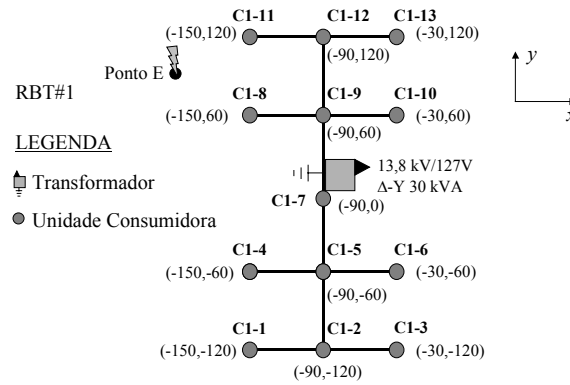 C1-11 C1-12 C1-13
(-150,120) (-30,120)
(-90,120)
y
Ponto E
RBT#1
C1-8 C1-9 C1-10
(-150,60) (-30,60)
(-90,60)
x
LEGENDA
Transformador
Unidade Consumidora
13,8 kV/127V
Δ-Y 30 kVA
C1-7 (-90,0)
C1-4 C1-5 C1-6
(-150,-60) (-30,-60)
(-90,-60)
C1-1 C1-2 C1-3
(-150,-120) (-30,-120)
(-90,-120)